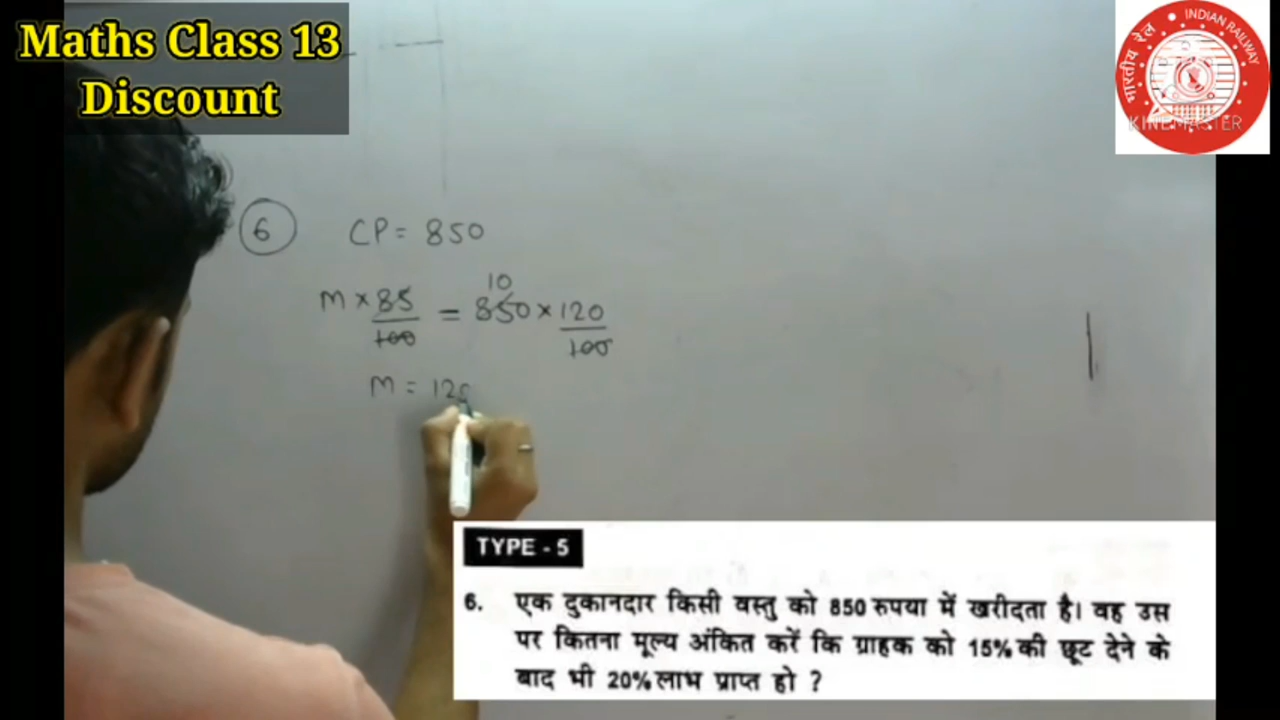 Maths Class 13
Discount
भारतीय रेल INDIAN RAILWAY
KINEMASTER
6 CP = 850
10
M × 85/100 = 850 × 120/100
M = 120
TYPE - 5
6. एक दुकानदार किसी वस्तु को 850 रुपया में खरीदता है। वह उस
पर कितना मूल्य अंकित करें कि ग्राहक को 15% की छूट देने के
बाद भी 20% लाभ प्राप्त हो ?